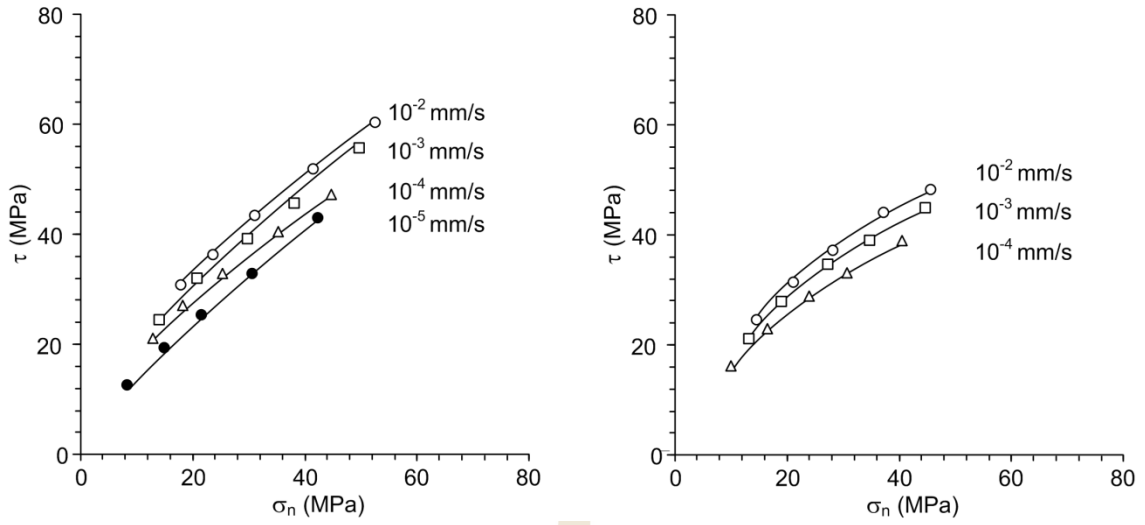 80
60
40
20
0
τ (MPa)
10⁻² mm/s
10⁻³ mm/s
10⁻⁴ mm/s
10⁻⁵ mm/s
0 20 40 60 80
σₙ (MPa)
80
60
40
20
0
τ (MPa)
10⁻² mm/s
10⁻³ mm/s
10⁻⁴ mm/s
0 20 40 60 80
σₙ (MPa)